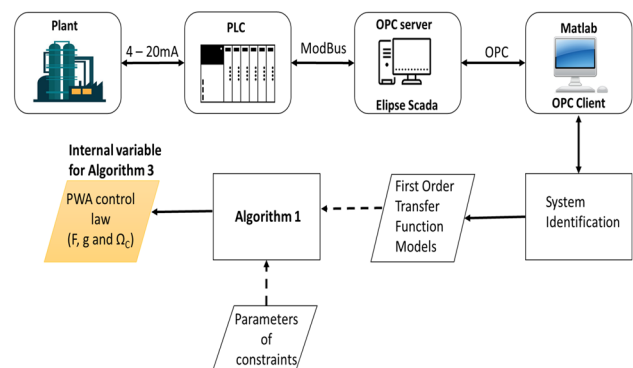 Plant
4 – 20mA
PLC
ModBus
OPC server
Elipse Scada
OPC
Matlab
OPC Client
Internal variable
for Algorithm 3
PWA control
law
(F, g and ΩC)
Algorithm 1
First Order
Transfer
Function
Models
System
Identification
Parameters
of
constraints